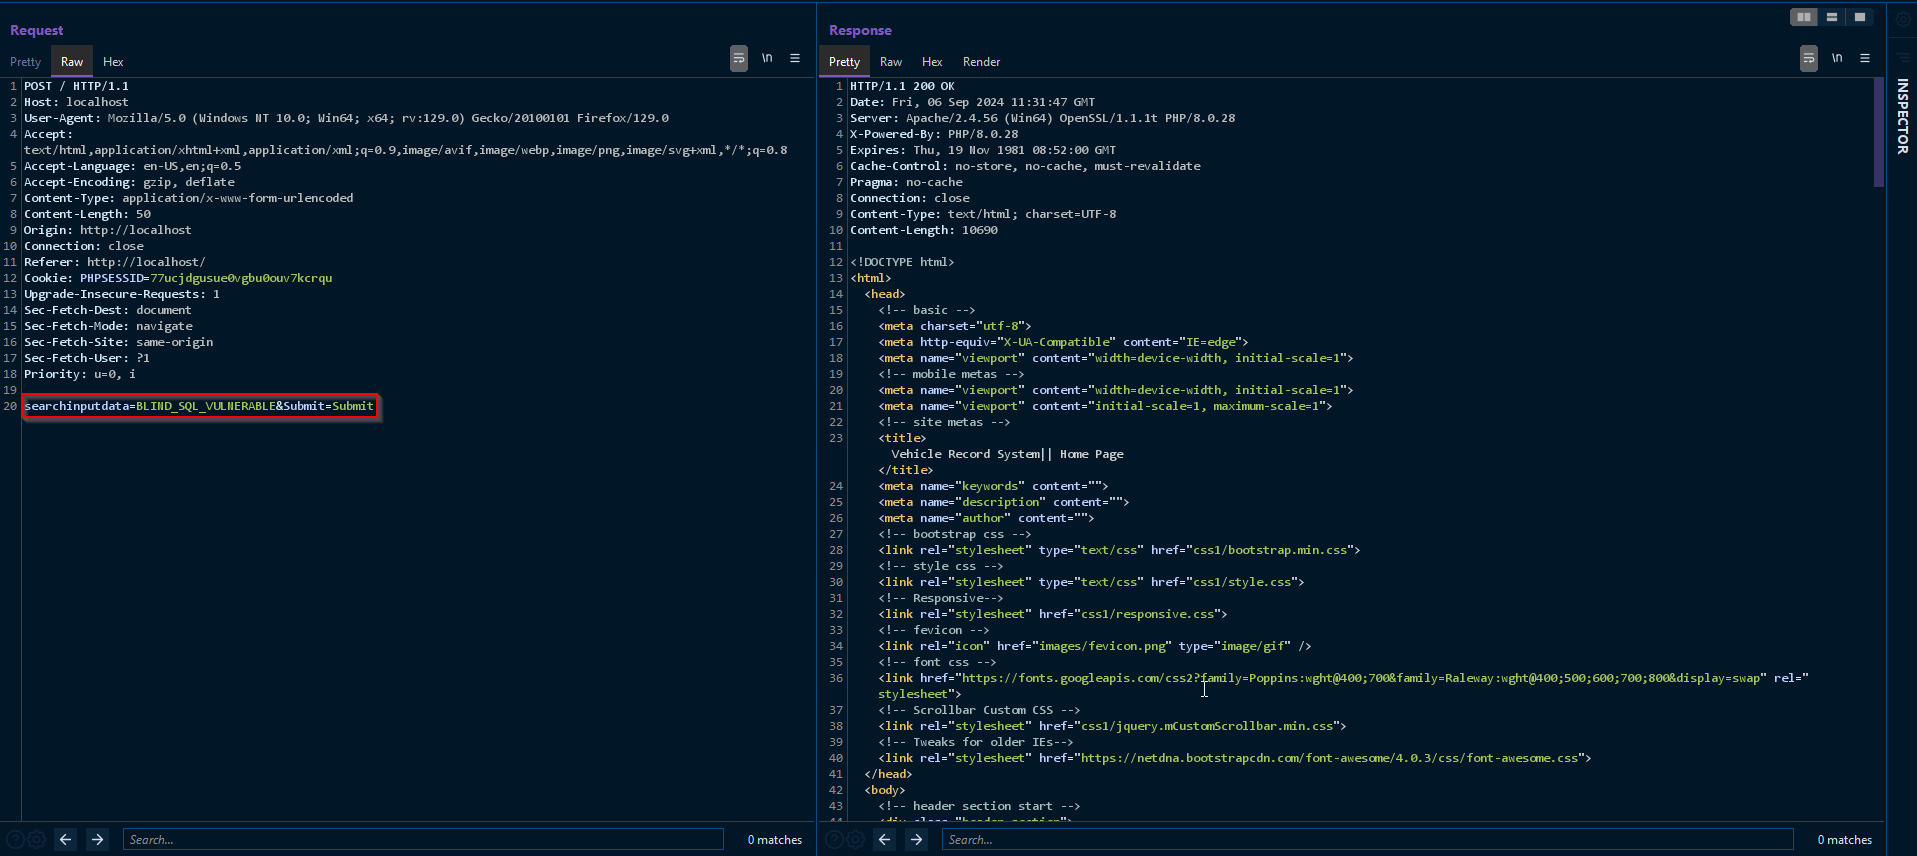 Request
Pretty Raw Hex \n
1 POST / HTTP/1.1
2 Host: localhost
3 User-Agent: Mozilla/5.0 (Windows NT 10.0; Win64; x64; rv:129.0) Gecko/20100101 Firefox/129.0
4 Accept:
text/html,application/xhtml+xml,application/xml;q=0.9,image/avif,image/webp,image/png,image/svg+xml,*/*;q=0.8
5 Accept-Language: en-US,en;q=0.5
6 Accept-Encoding: gzip, deflate
7 Content-Type: application/x-www-form-urlencoded
8 Content-Length: 50
9 Origin: http://localhost
10 Connection: close
11 Referer: http://localhost/
12 Cookie: PHPSESSID=77ucjdgusue0vgbu0ouv7kcrqu
13 Upgrade-Insecure-Requests: 1
14 Sec-Fetch-Dest: document
15 Sec-Fetch-Mode: navigate
16 Sec-Fetch-Site: same-origin
17 Sec-Fetch-User: ?1
18 Priority: u=0, i
19
20 searchinputdata=BLIND_SQL_VULNERABLE&Submit=Submit
Search...
0 matches
Response
Pretty Raw Hex Render \n
1 HTTP/1.1 200 OK
2 Date: Fri, 06 Sep 2024 11:31:47 GMT
3 Server: Apache/2.4.56 (Win64) OpenSSL/1.1.1t PHP/8.0.28
4 X-Powered-By: PHP/8.0.28
5 Expires: Thu, 19 Nov 1981 08:52:00 GMT
6 Cache-Control: no-store, no-cache, must-revalidate
7 Pragma: no-cache
8 Connection: close
9 Content-Type: text/html; charset=UTF-8
10 Content-Length: 10690
11
12 <!DOCTYPE html>
13 <html>
14 <head>
15 <!-- basic -->
16 <meta charset="utf-8">
17 <meta http-equiv="X-UA-Compatible" content="IE=edge">
18 <meta name="viewport" content="width=device-width, initial-scale=1">
19 <!-- mobile metas -->
20 <meta name="viewport" content="width=device-width, initial-scale=1">
21 <meta name="viewport" content="initial-scale=1, maximum-scale=1">
22 <!-- site metas -->
23 <title>
Vehicle Record System|| Home Page
</title>
24 <meta name="keywords" content="">
25 <meta name="description" content="">
26 <meta name="author" content="">
27 <!-- bootstrap css -->
28 <link rel="stylesheet" type="text/css" href="css1/bootstrap.min.css">
29 <!-- style css -->
30 <link rel="stylesheet" type="text/css" href="css1/style.css">
31 <!-- Responsive-->
32 <link rel="stylesheet" href="css1/responsive.css">
33 <!-- fevicon -->
34 <link rel="icon" href="images/fevicon.png" type="image/gif" />
35 <!-- font css -->
36 <link href="https://fonts.googleapis.com/css2?family=Poppins:wght@400;700&family=Raleway:wght@400;500;600;700;800&display=swap" rel="
stylesheet">
37 <!-- Scrollbar Custom CSS -->
38 <link rel="stylesheet" href="css1/jquery.mCustomScrollbar.min.css">
39 <!-- Tweaks for older IEs-->
40 <link rel="stylesheet" href="https://netdna.bootstrapcdn.com/font-awesome/4.0.3/css/font-awesome.css">
41 </head>
42 <body>
43 <!-- header section start -->
44 <div class="header_section">
Search...
0 matches
INSPECTOR